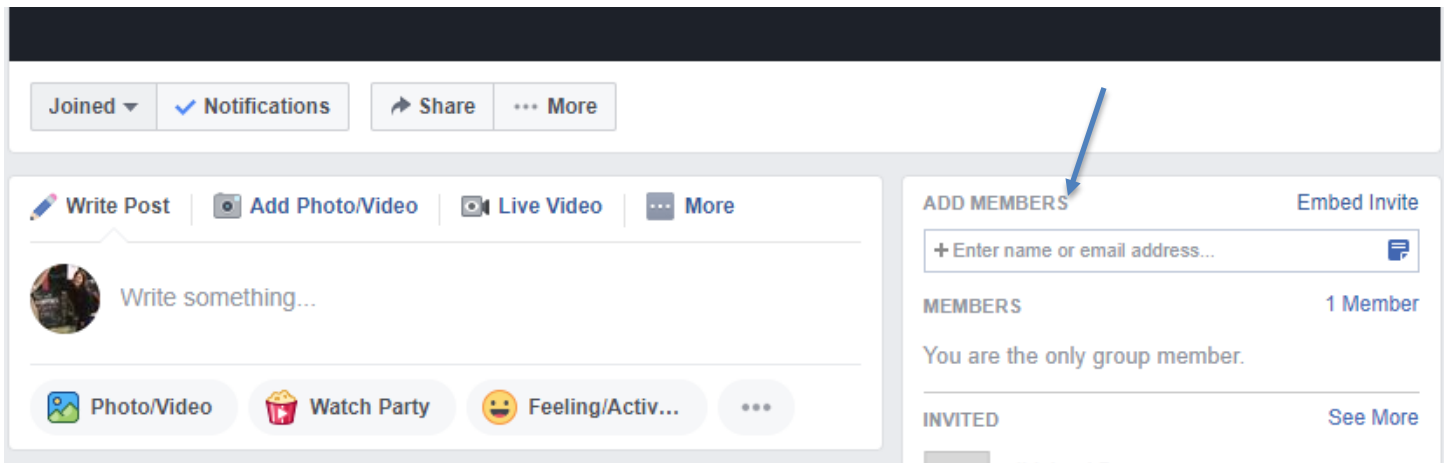 Joined Notifications Share More
Write Post Add Photo/Video Live Video More
Write something...
Photo/Video Watch Party Feeling/Activ...
ADD MEMBERS Embed Invite
+ Enter name or email address...
MEMBERS 1 Member
You are the only group member.
INVITED See More